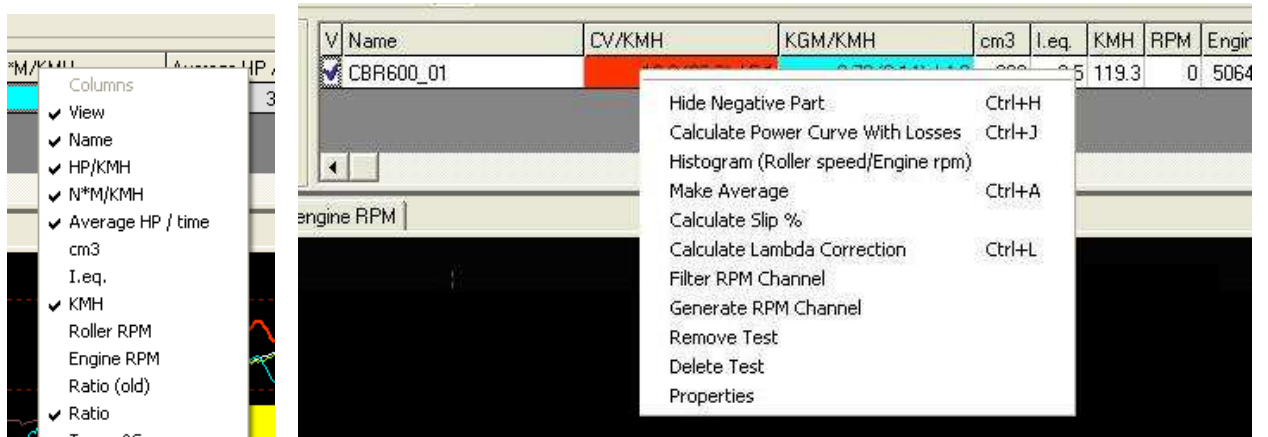 Columns
View
Name
HP/KMH
N*M/KMH
Average HP / time
cm3
I.eq.
KMH
Roller RPM
Engine RPM
Ratio (old)
Ratio
V Name CV/KMH KGM/KMH cm3 I.eq. KMH RPM
CBR600_01 119.3 0 5064
Hide Negative Part Ctrl+H
Calculate Power Curve With Losses Ctrl+J
Histogram (Roller speed/Engine rpm)
Make Average Ctrl+A
Calculate Slip %
Calculate Lambda Correction Ctrl+L
Filter RPM Channel
Generate RPM Channel
Remove Test
Delete Test
Properties
engine RPM